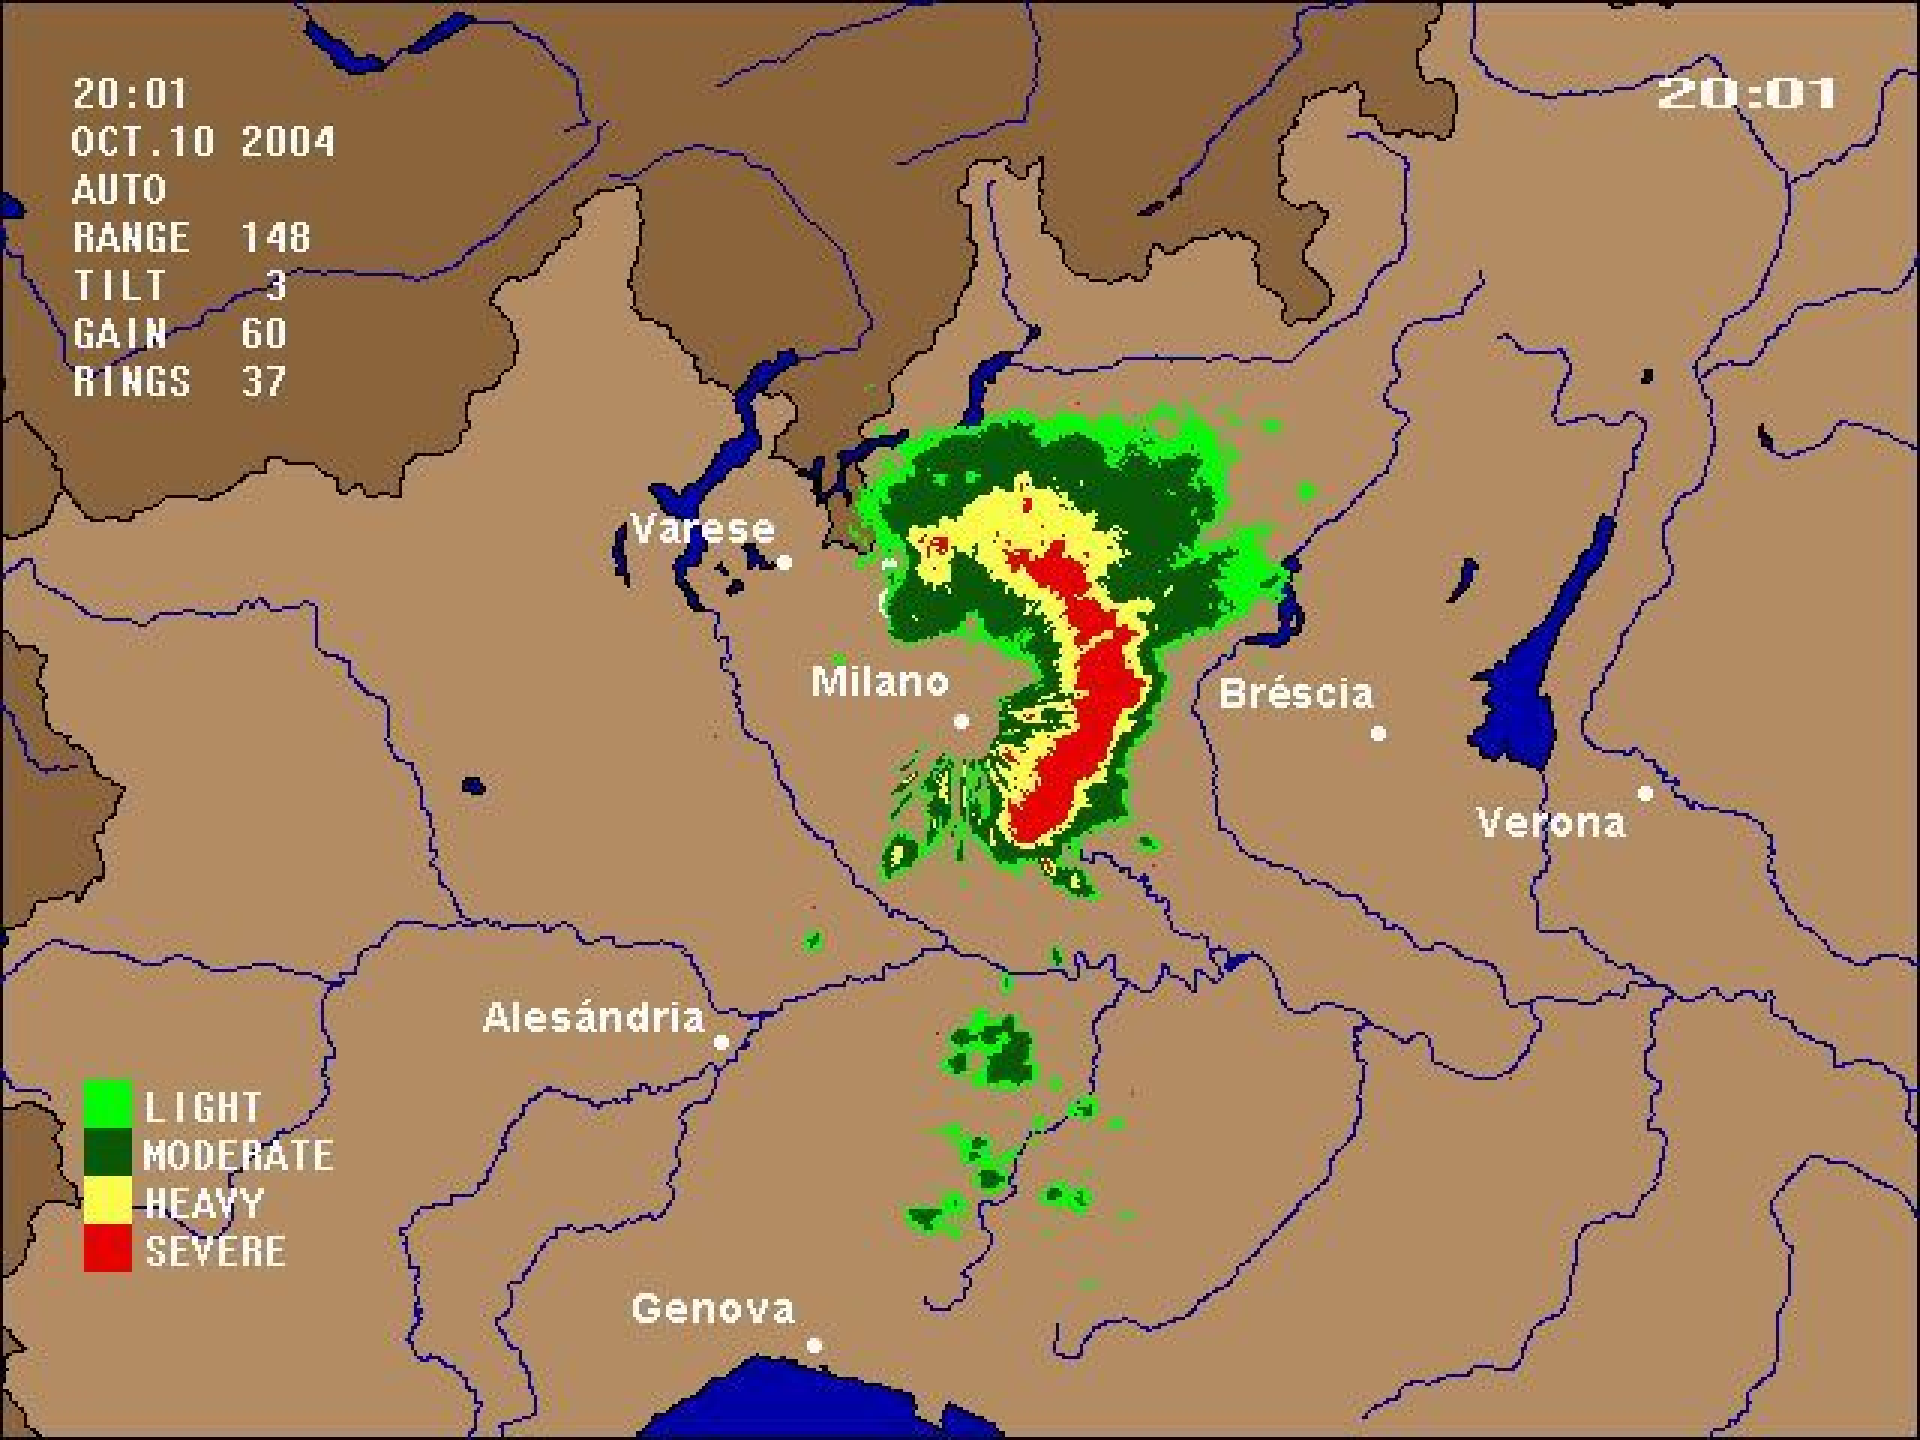 20:01
20:01
OCT.10 2004
AUTO
RANGE 148
TILT 3
GAIN 60
RINGS 37
Varese
Milano
Bréscia
Verona
Alesándria
LIGHT
MODERATE
HEAVY
SEVERE
Genova